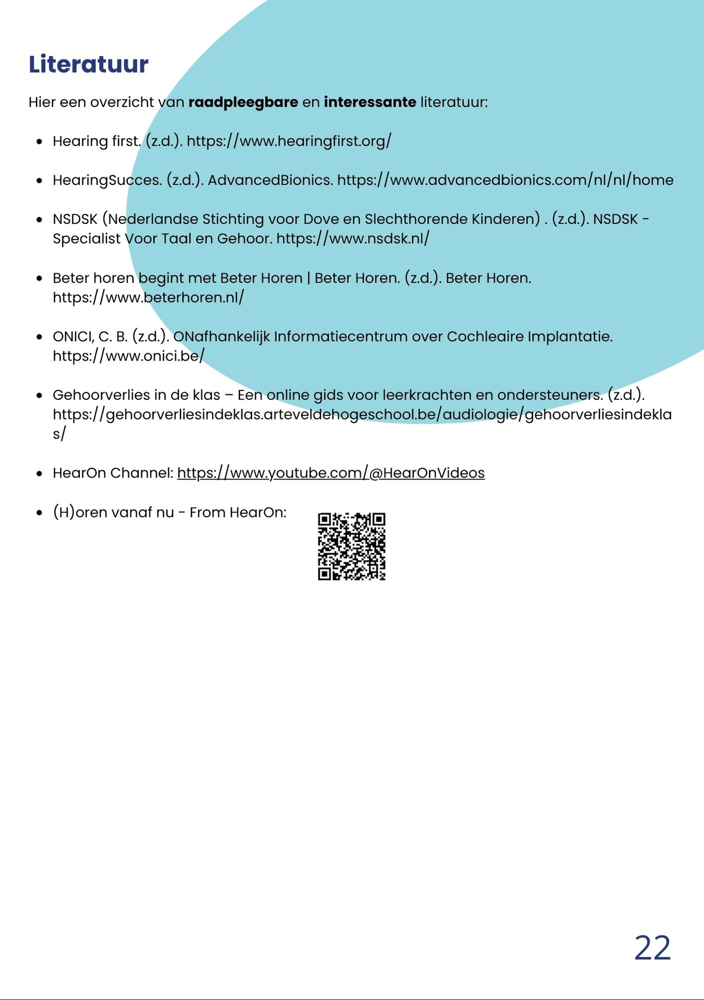 Literatuur
Hier een overzicht van raadpleegbare en interessante literatuur:
• Hearing first. (z.d.). https://www.hearingfirst.org/
• HearingSucces. (z.d.). AdvancedBionics. https://www.advancedbionics.com/nl/nl/home
• NSDSK (Nederlandse Stichting voor Dove en Slechthorende Kinderen) . (z.d.). NSDSK -
Specialist Voor Taal en Gehoor. https://www.nsdsk.nl/
• Beter horen begint met Beter Horen | Beter Horen. (z.d.). Beter Horen.
https://www.beterhoren.nl/
• ONICI, C. B. (z.d.). ONafhankelijk Informatiecentrum over Cochleaire Implantatie.
https://www.onici.be/
• Gehoorverlies in de klas – Een online gids voor leerkrachten en ondersteuners. (z.d.).
https://gehoorverliesindeklas.arteveldehogeschool.be/audiologie/gehoorverliesindekla
s/
• HearOn Channel: https://www.youtube.com/@HearOnVideos
• (H)oren vanaf nu - From HearOn:
22